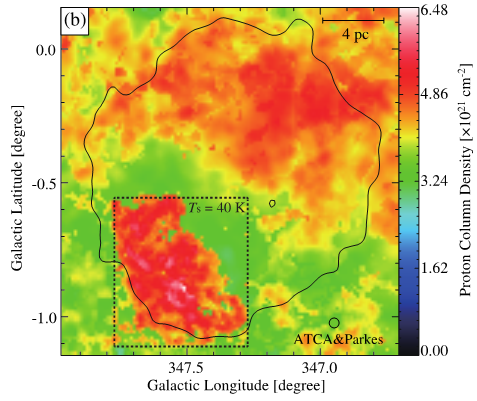 (b)
4 pc
0.0
-0.5
-1.0
Galactic Latitude [degree]
Tₛ = 40 K
ATCA&Parkes
347.5
347.0
Galactic Longitude [degree]
6.48
4.86
3.24
1.62
0.00
Proton Column Density [×10²¹ cm⁻²]